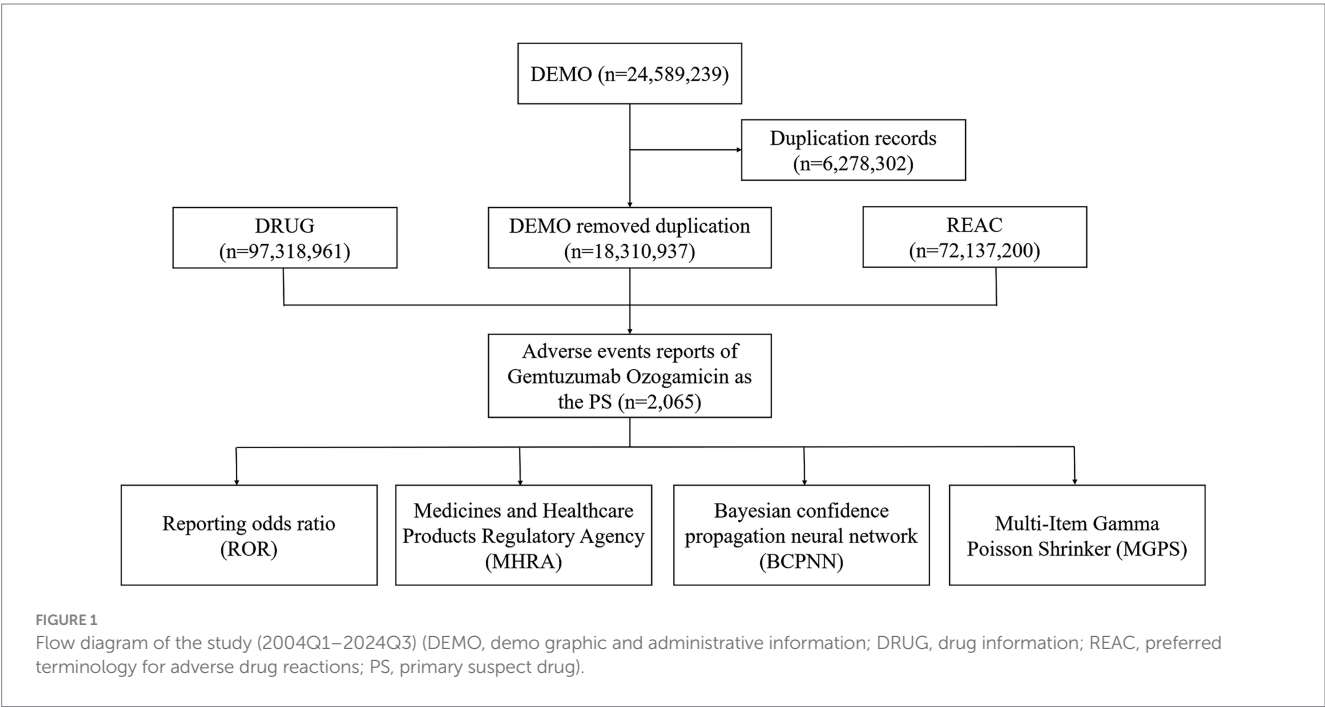 DEMO (n=24,589,239)
Duplication records
(n=6,278,302)
DRUG
(n=97,318,961)
DEMO removed duplication
(n=18,310,937)
REAC
(n=72,137,200)
Adverse events reports of
Gemtuzumab Ozogamicin as
the PS (n=2,065)
Reporting odds ratio
(ROR)
Medicines and Healthcare
Products Regulatory Agency
(MHRA)
Bayesian confidence
propagation neural network
(BCPNN)
Multi-Item Gamma
Poisson Shrinker (MGPS)
FIGURE 1
Flow diagram of the study (2004Q1–2024Q3) (DEMO, demo graphic and administrative information; DRUG, drug information; REAC, preferred
terminology for adverse drug reactions; PS, primary suspect drug).